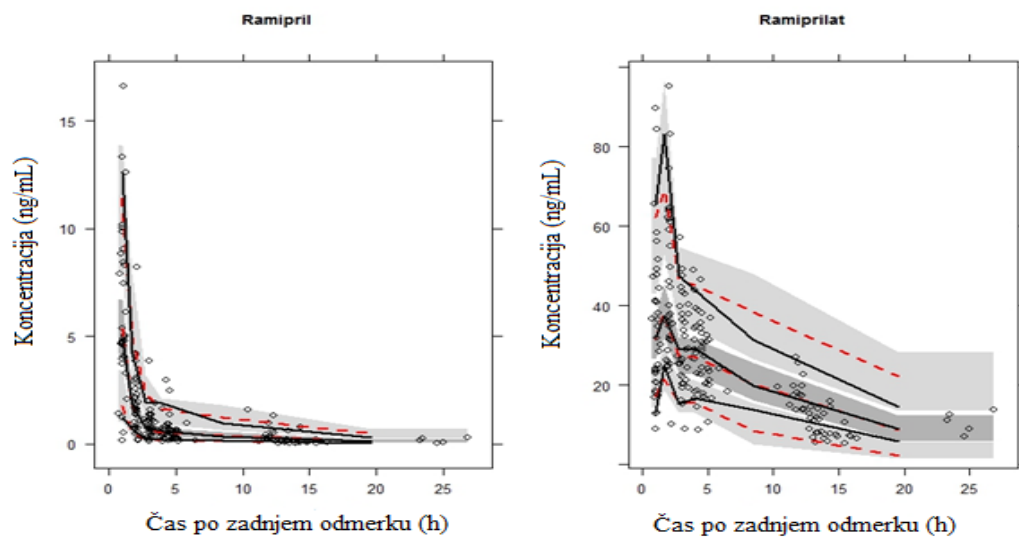 Ramipril
Ramiprilat
Koncentracija (ng/mL)
15
10
5
0
0 5 10 15 20 25
Čas po zadnjem odmerku (h)
Koncentracija (ng/mL)
80
60
40
20
0 5 10 15 20 25
Čas po zadnjem odmerku (h)